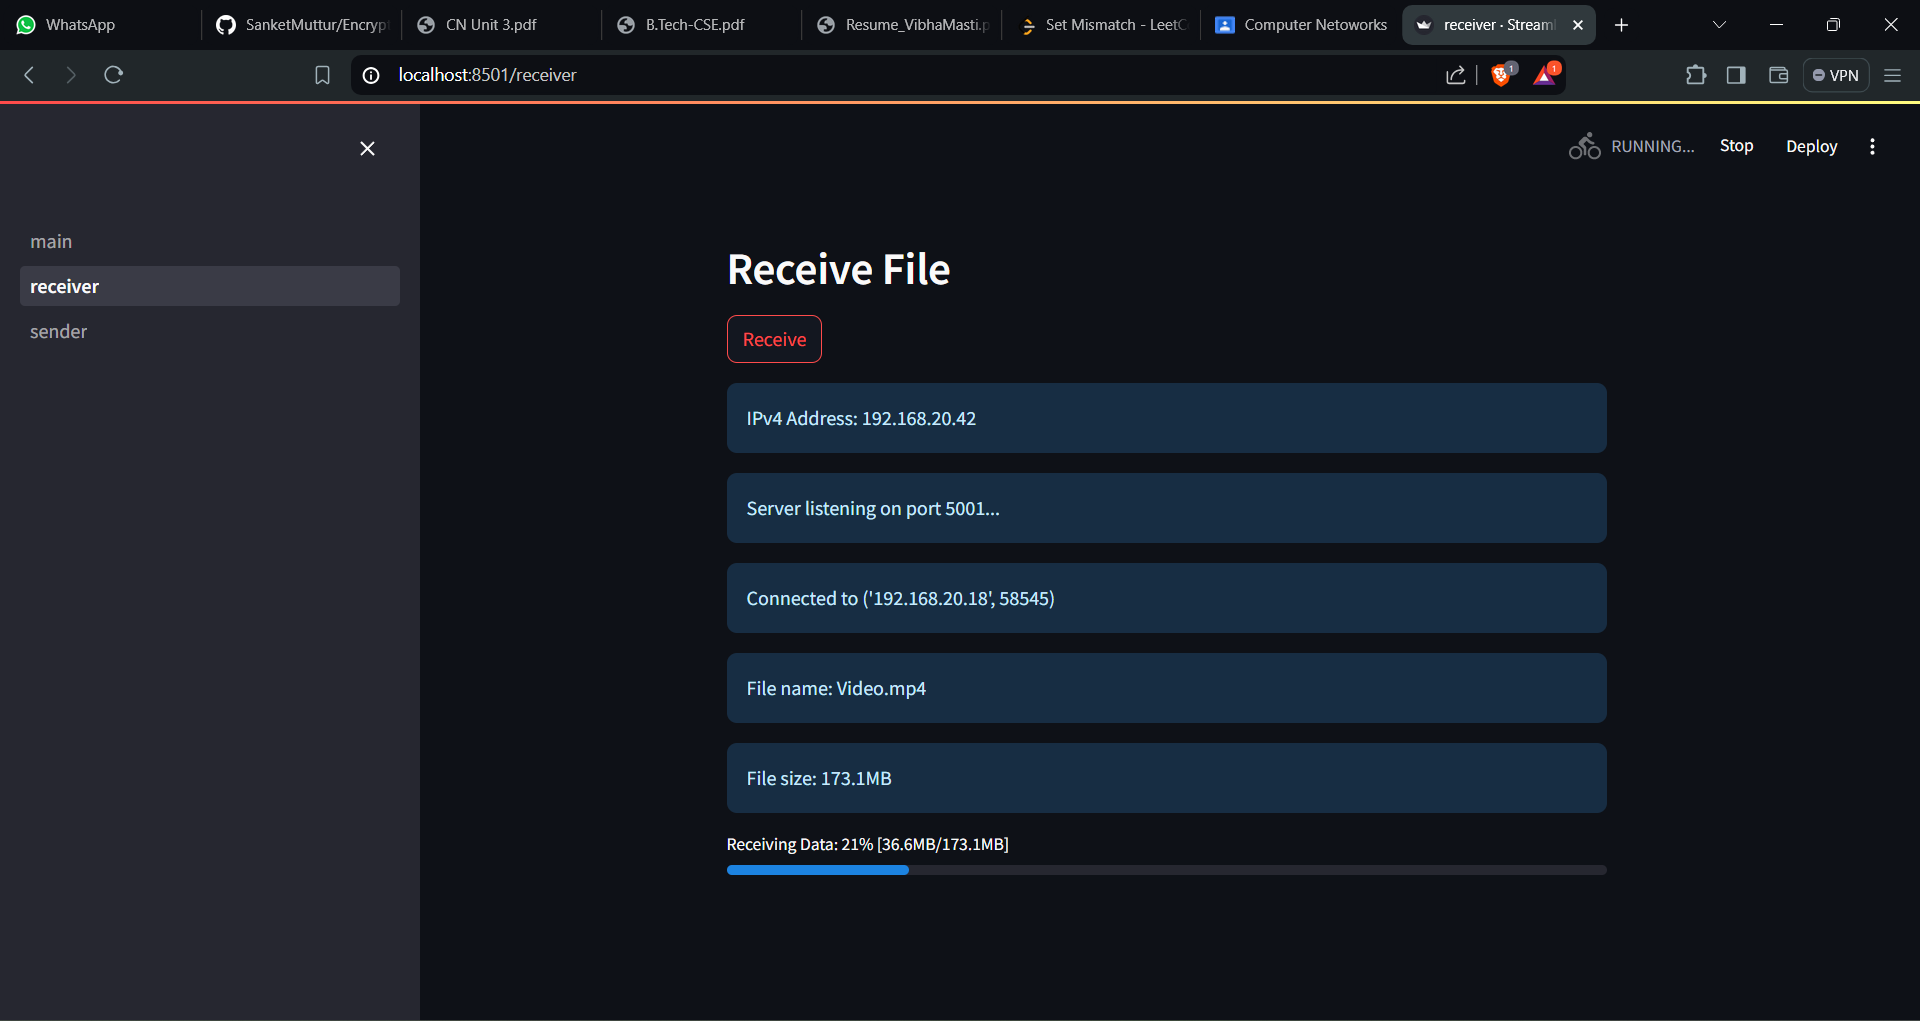 WhatsApp
SanketMuttur/Encryp
CN Unit 3.pdf
B.Tech-CSE.pdf
Resume_VibhaMasti.p
Set Mismatch - LeetC
Computer Netoworks
receiver · Stream
localhost:8501/receiver
1
1
VPN
RUNNING...
Stop
Deploy
main
receiver
sender
Receive File
Receive
IPv4 Address: 192.168.20.42
Server listening on port 5001...
Connected to ('192.168.20.18', 58545)
File name: Video.mp4
File size: 173.1MB
Receiving Data: 21% [36.6MB/173.1MB]